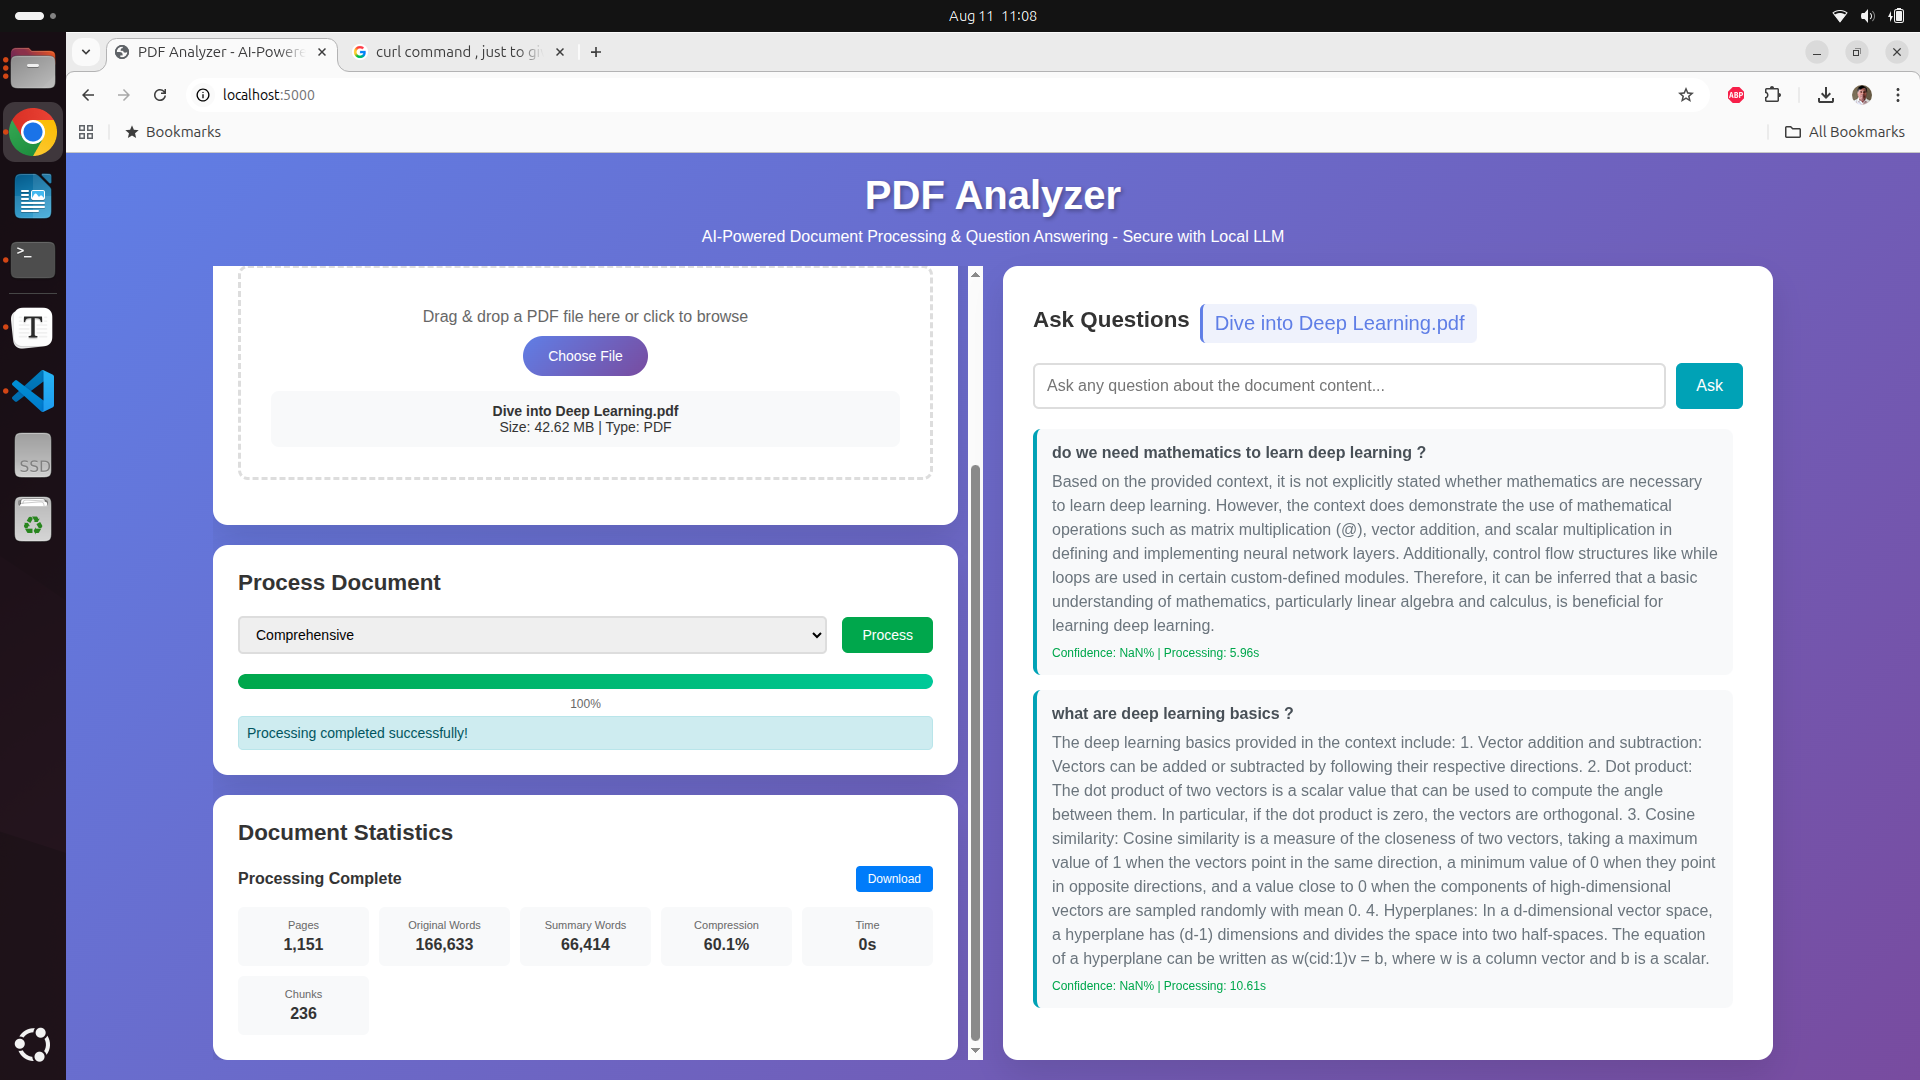 Aug 11 11:08
PDF Analyzer - AI-Powere
curl command , just to gi
localhost:5000
ABP
Bookmarks
All Bookmarks
>_
T
SSD
PDF Analyzer
AI-Powered Document Processing & Question Answering - Secure with Local LLM
Drag & drop a PDF file here or click to browse
Choose File
Dive into Deep Learning.pdf
Size: 42.62 MB | Type: PDF
Process Document
Comprehensive
Process
100%
Processing completed successfully!
Document Statistics
Processing Complete
Download
Pages
1,151
Original Words
166,633
Summary Words
66,414
Compression
60.1%
Time
0s
Chunks
236
Ask Questions
Dive into Deep Learning.pdf
Ask any question about the document content...
Ask
do we need mathematics to learn deep learning ?
Based on the provided context, it is not explicitly stated whether mathematics are necessary
to learn deep learning. However, the context does demonstrate the use of mathematical
operations such as matrix multiplication (@), vector addition, and scalar multiplication in
defining and implementing neural network layers. Additionally, control flow structures like while
loops are used in certain custom-defined modules. Therefore, it can be inferred that a basic
understanding of mathematics, particularly linear algebra and calculus, is beneficial for
learning deep learning.
Confidence: NaN% | Processing: 5.96s
what are deep learning basics ?
The deep learning basics provided in the context include: 1. Vector addition and subtraction:
Vectors can be added or subtracted by following their respective directions. 2. Dot product:
The dot product of two vectors is a scalar value that can be used to compute the angle
between them. In particular, if the dot product is zero, the vectors are orthogonal. 3. Cosine
similarity: Cosine similarity is a measure of the closeness of two vectors, taking a maximum
value of 1 when the vectors point in the same direction, a minimum value of 0 when they point
in opposite directions, and a value close to 0 when the components of high-dimensional
vectors are sampled randomly with mean 0. 4. Hyperplanes: In a d-dimensional vector space,
a hyperplane has (d-1) dimensions and divides the space into two half-spaces. The equation
of a hyperplane can be written as w(cid:1)v = b, where w is a column vector and b is a scalar.
Confidence: NaN% | Processing: 10.61s